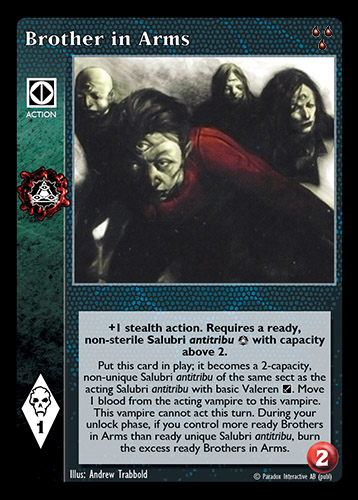 Brother in Arms
ACTION
+1 stealth action. Requires a ready,
non-sterile Salubri antitribu with capacity
above 2.
Put this card in play; it becomes a 2-capacity,
non-unique Salubri antitribu of the same sect as the
acting vampire with basic Valeren. Move
1 blood from the acting vampire to this vampire.
This vampire cannot act this turn. During your
unlock phase, if you control more ready Brothers
in Arms than ready unique Salubri antitribu, burn
the excess ready Brothers in Arms.
1
2
Illus: Andrew Trabbold
© Paradox Interactive AB (publ)